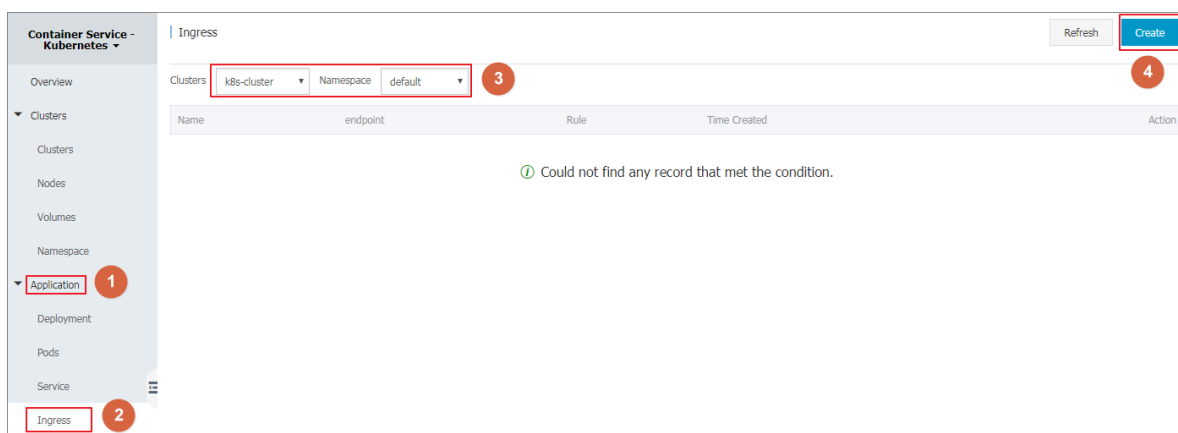 Container Service -
Kubernetes
Overview
Clusters
Clusters
Nodes
Volumes
Namespace
Application 1
Deployment
Pods
Service
Ingress 2
Ingress
Refresh Create
4
Clusters k8s-cluster Namespace default 3
Name endpoint Rule Time Created Action
Could not find any record that met the condition.